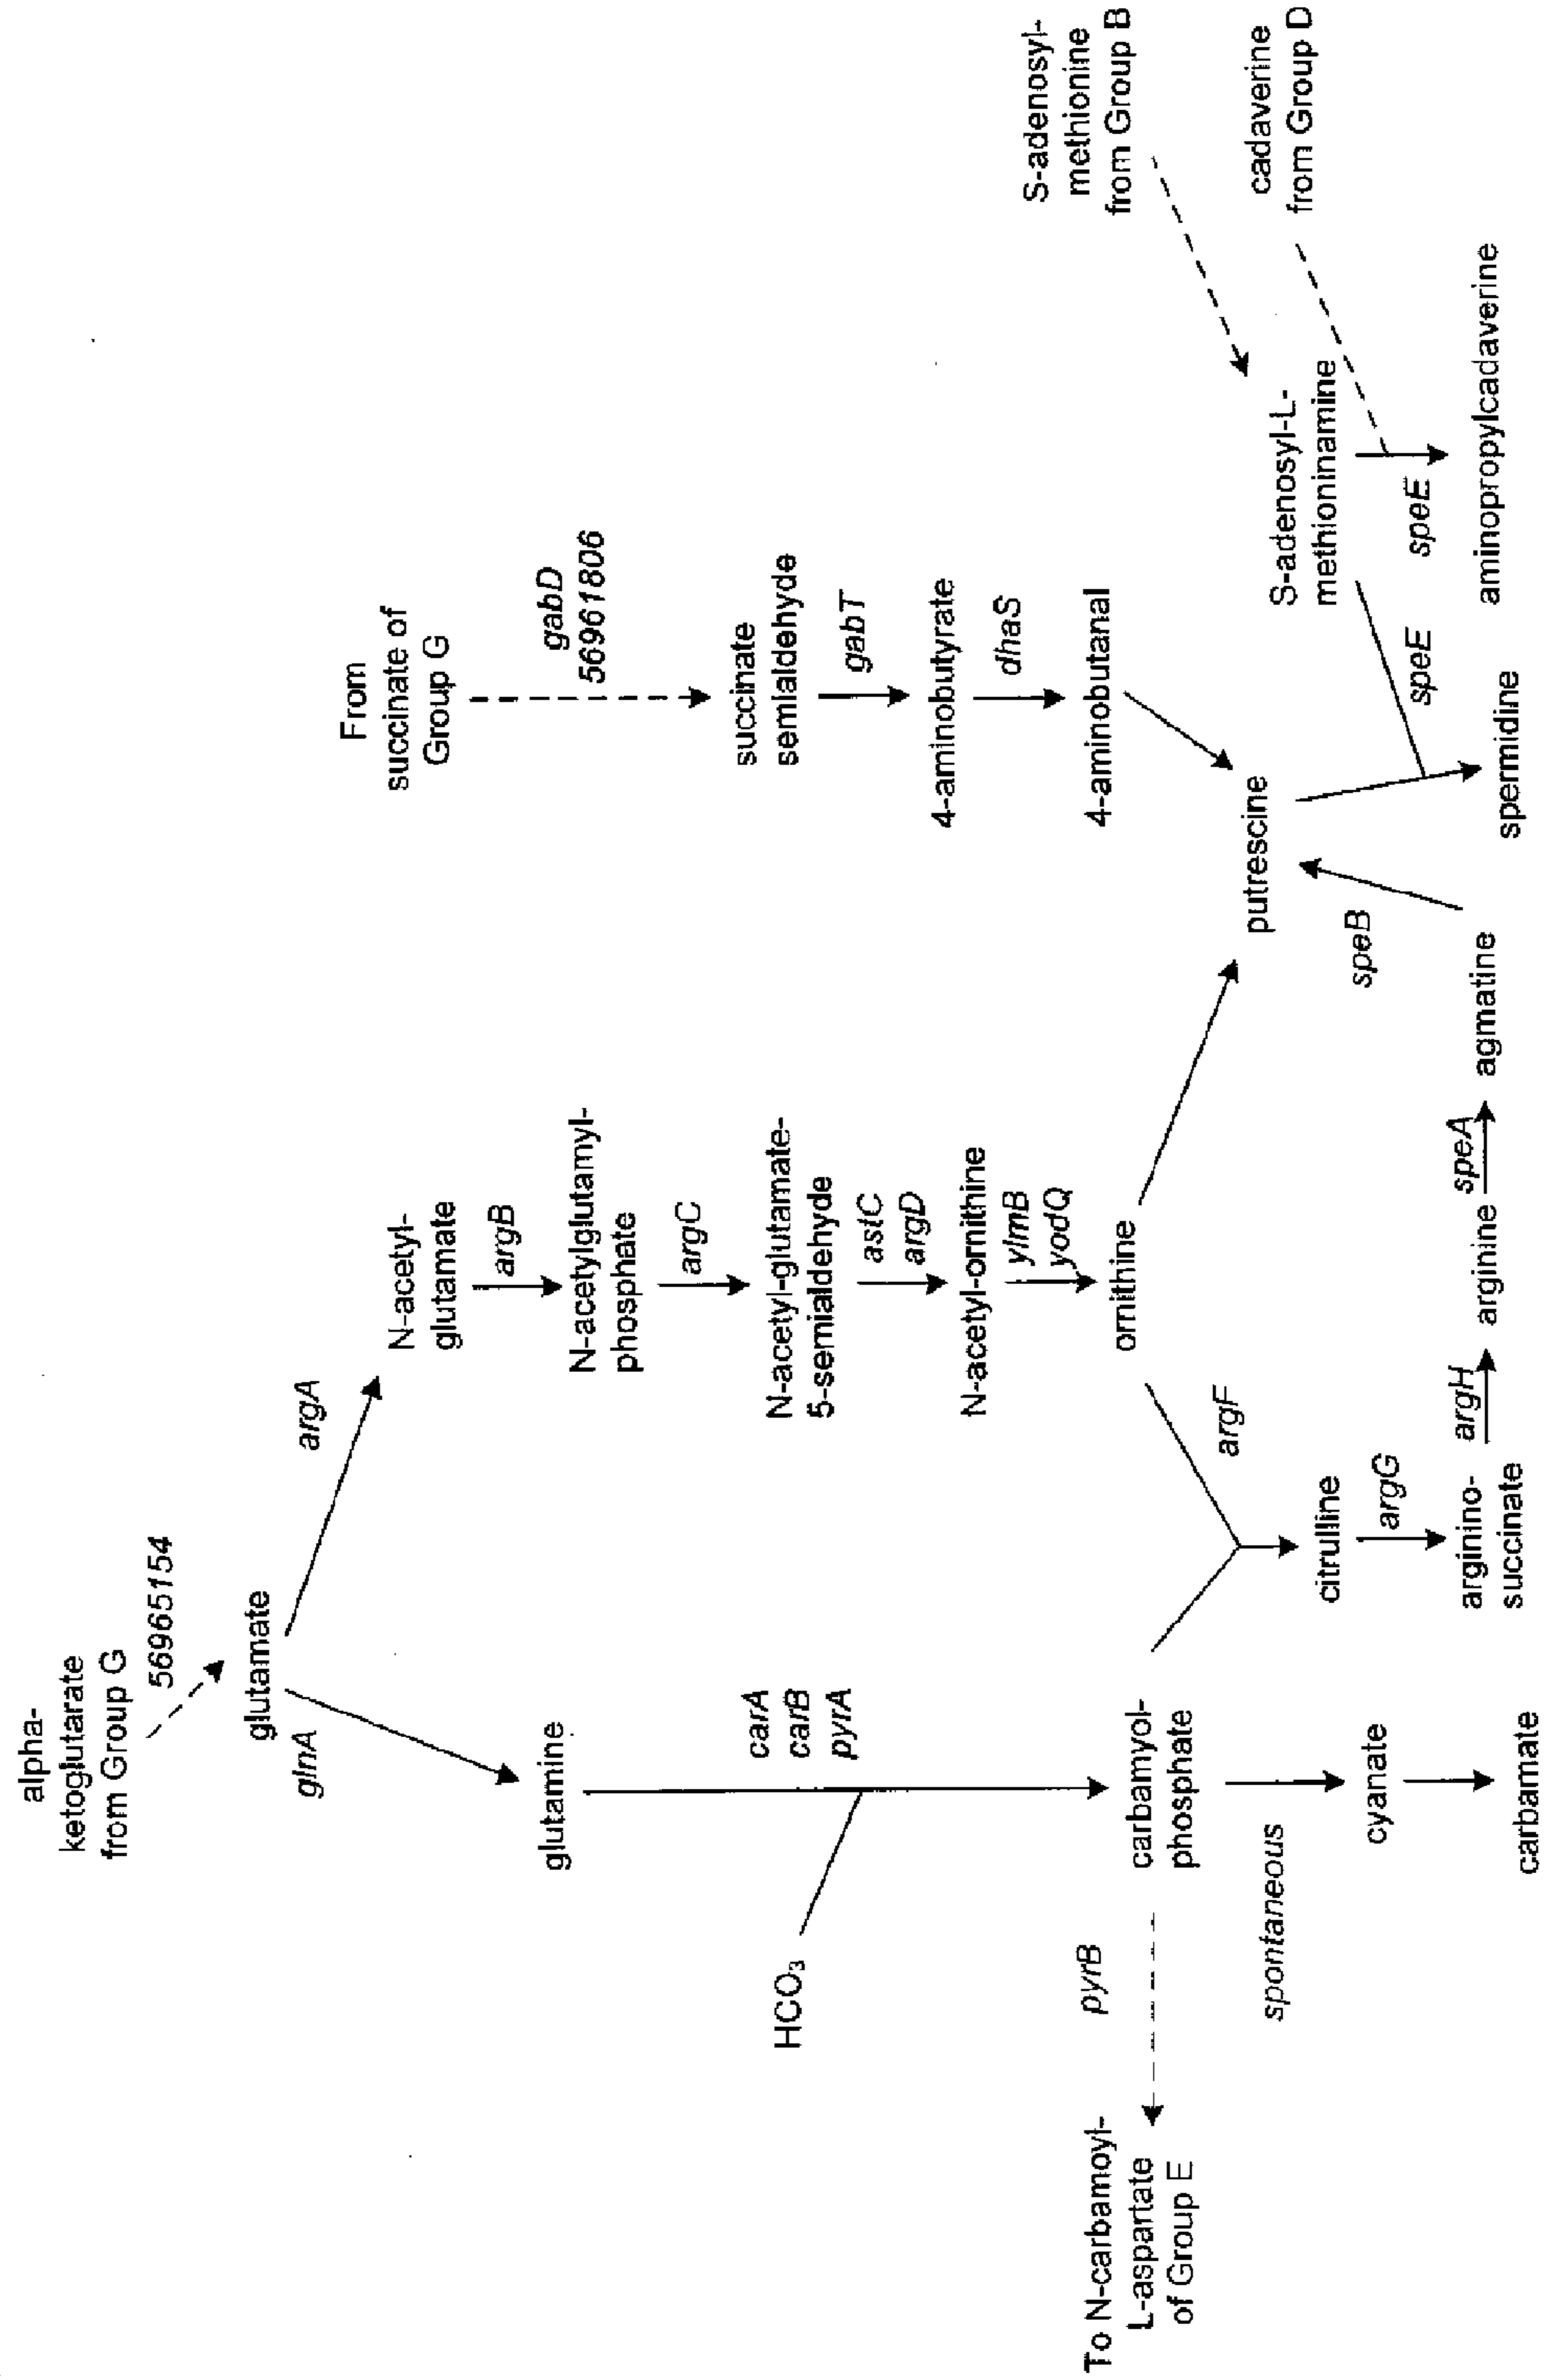 alpha-
ketoglutarate
from Group G
56965154
glutamate
glnA
argA
glutamine
HCO3
carA
carB
pyrA
carbamyol-
phosphate
pyrB
To N-carbamoyl-
L-aspartate
of Group E
spontaneous
cyanate
carbamate
N-acetyl-
glutamate
argB
N-acetylglutamyl-
phosphate
argC
N-acetyl-glutamate-
5-semialdehyde
astC
argD
N-acetyl-ornithine
ylmB
yodQ
ornithine
argF
citrulline
argG
arginino-
succinate
argH
arginine
speA
agmatine
speB
putrescine
From
succinate of
Group G
gabD
56961806
succinate
semialdehyde
gabT
4-aminobutyrate
dhaS
4-aminobutanal
speE
spermidine
S-adenosyl-
methionine
from Group B
cadaverine
from Group D
S-adenosyl-L-
methioninamine
speE
aminopropylcadaverine